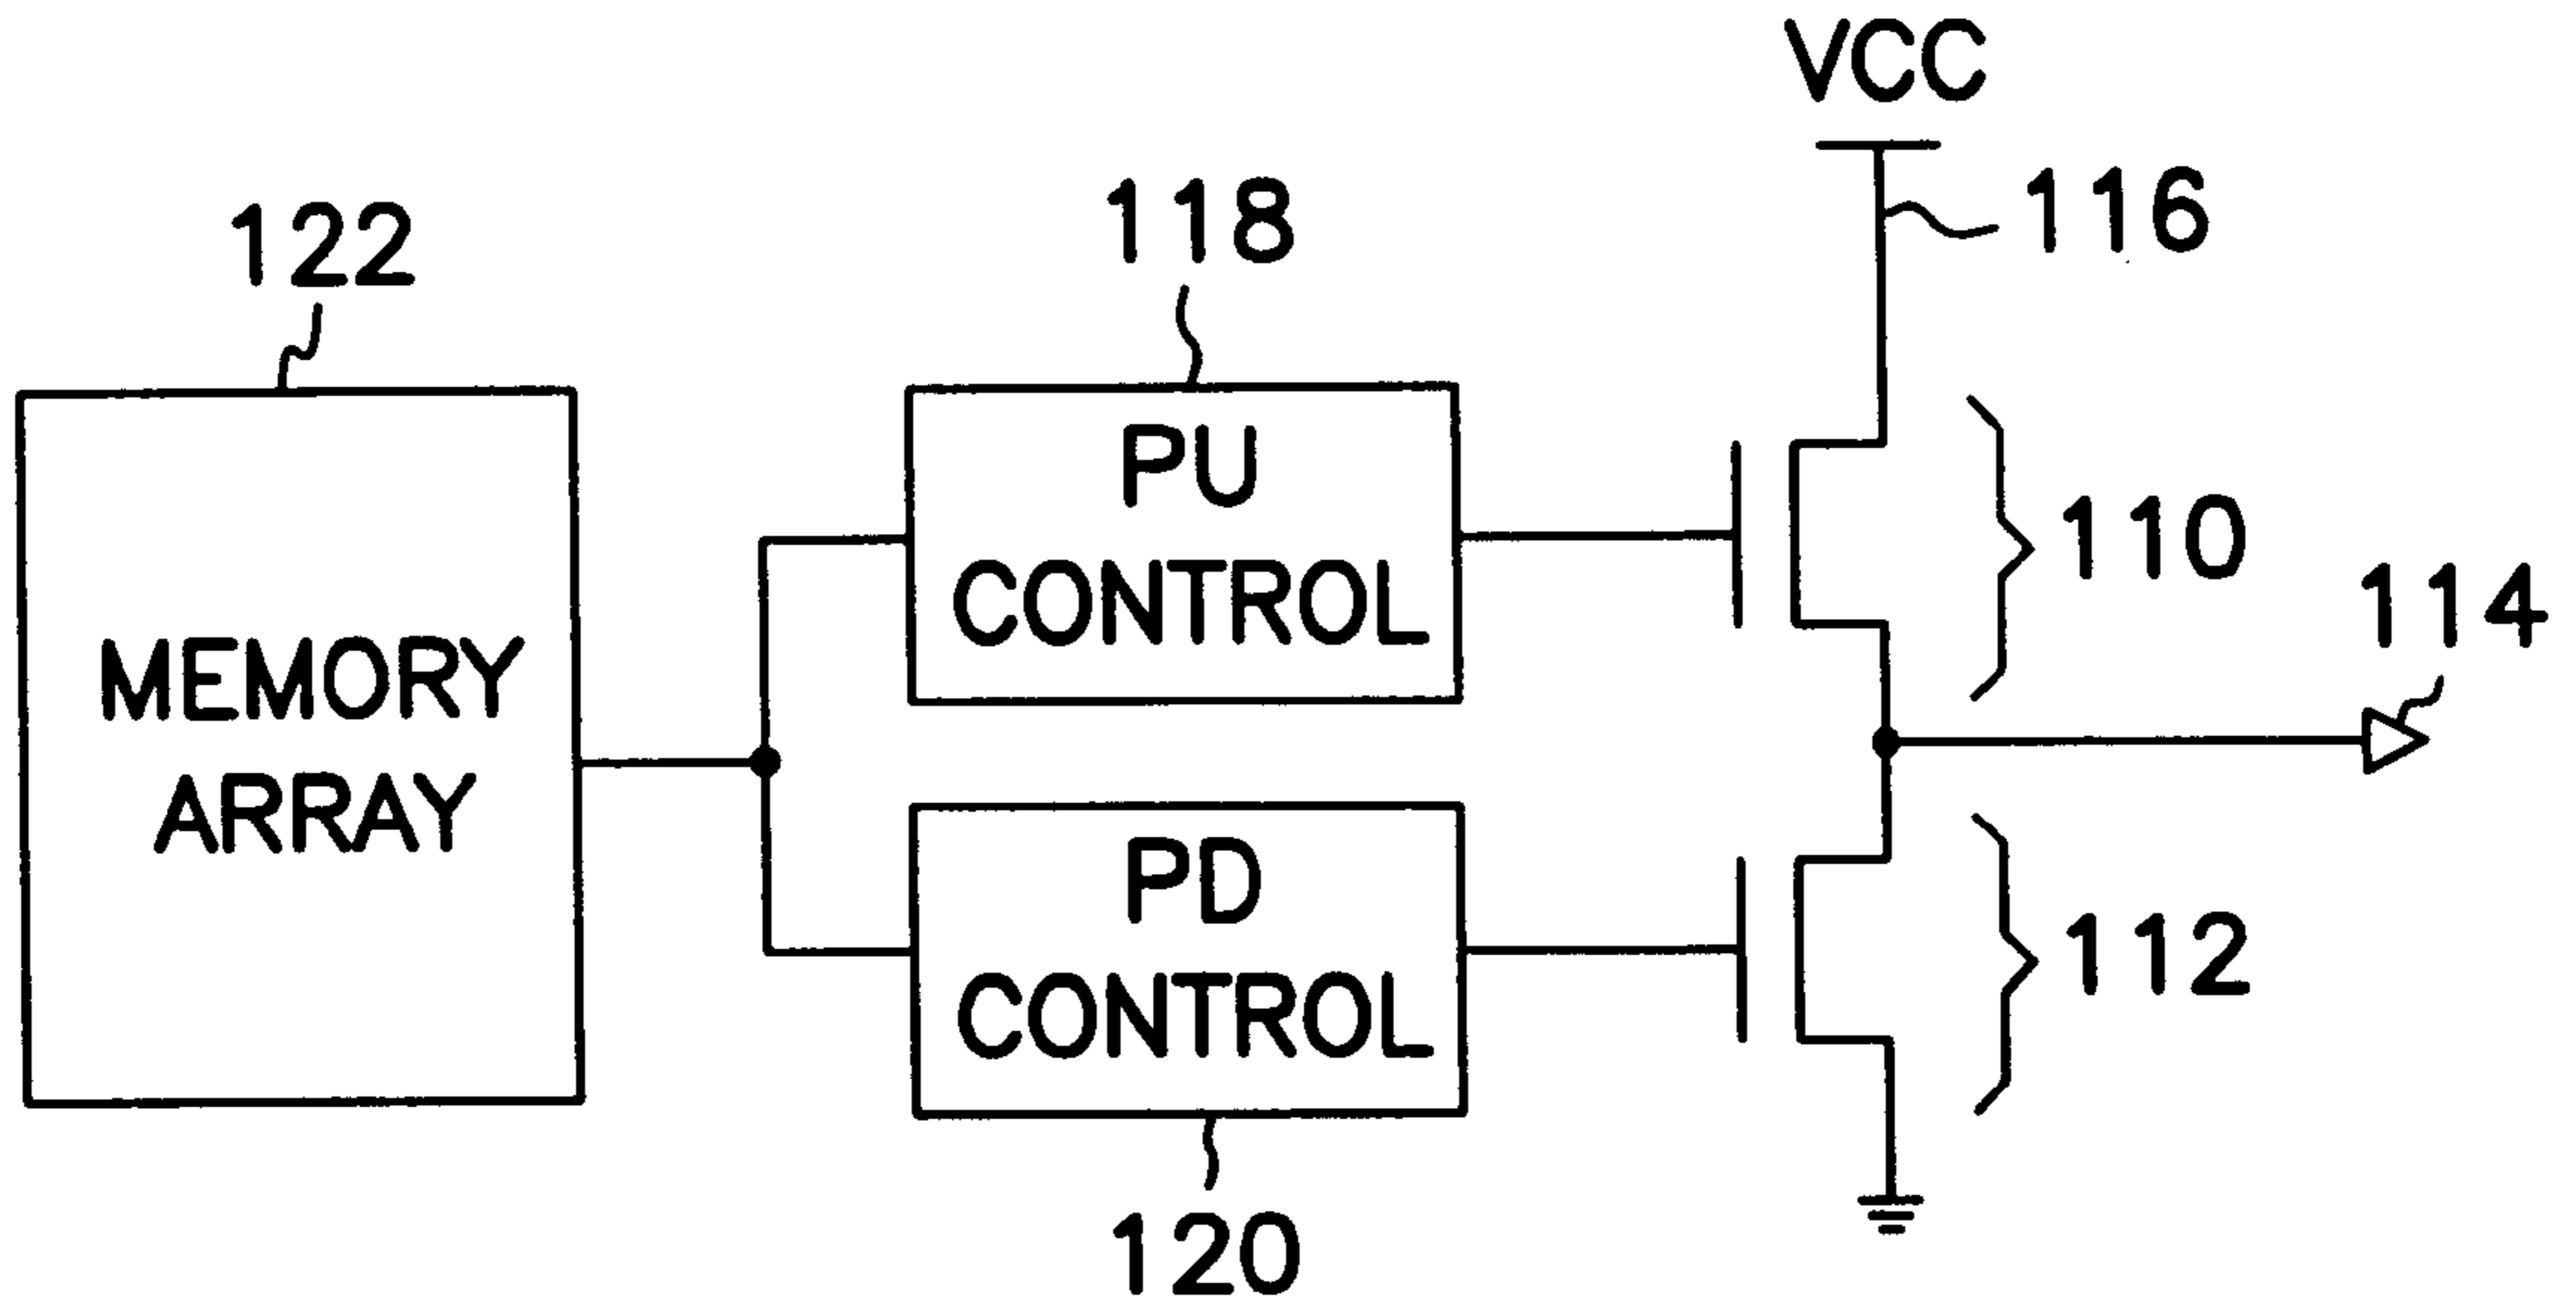 VCC
116
122
118
PU
CONTROL
110
114
MEMORY
ARRAY
PD
CONTROL
112
120